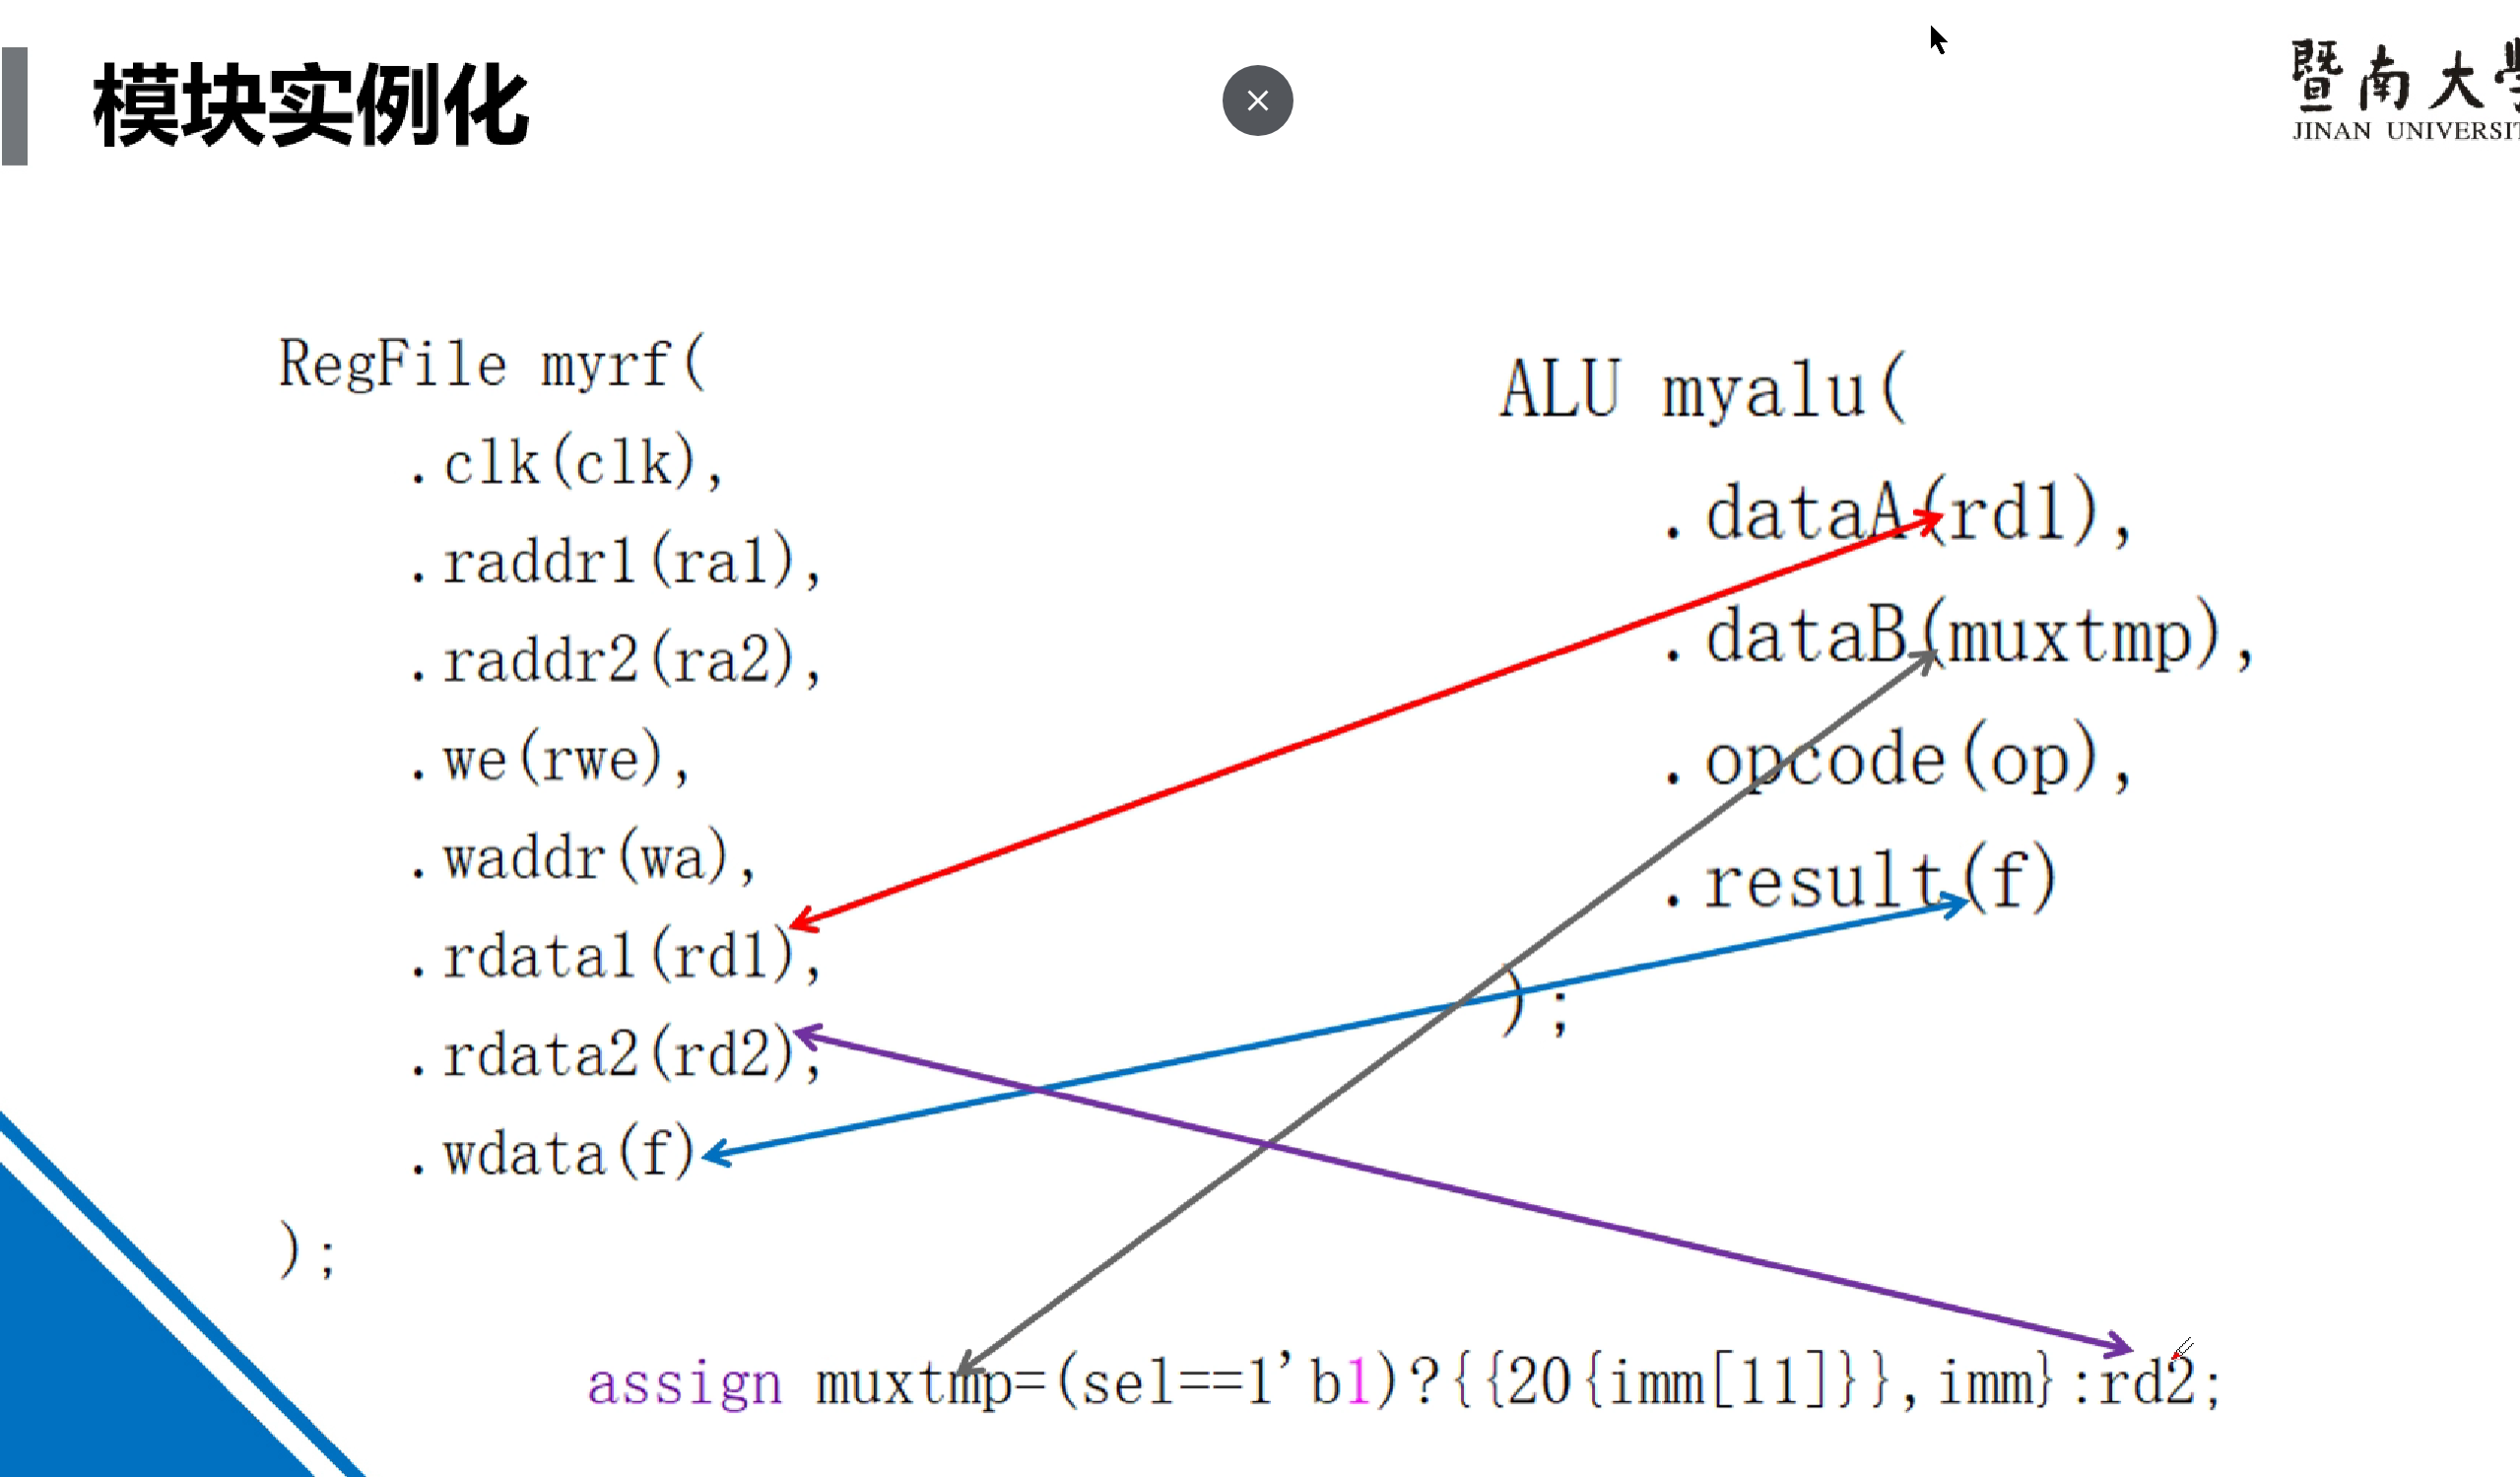 模块实例化
暨南大
JINAN UNIVERSIT
RegFile myrf(
.clk(clk),
.raddr1(ra1),
.raddr2(ra2),
.we(rwe),
.waddr(wa),
.rdata1(rd1),
.rdata2(rd2),
.wdata(f)
);
ALU myalu(
.dataA(rd1),
.dataB(muxtmp),
.opcode(op),
.result(f)
);
assign muxtmp=(sel==1'b1)?{{20{imm[11]}},imm}:rd2;